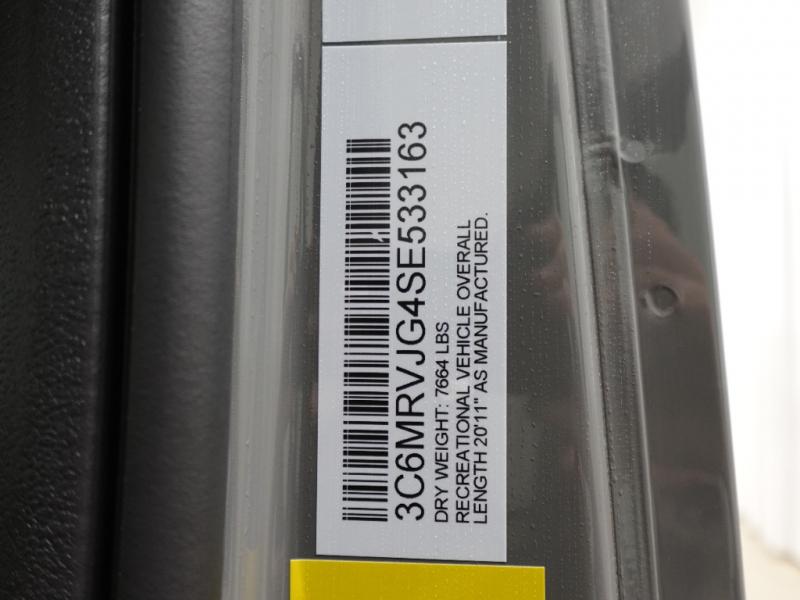 3C6MRVJG4SE533163
DRY WEIGHT: 7664 LBS
RECREATIONAL VEHICLE OVERALL
LENGTH 20'11" AS MANUFACTURED.